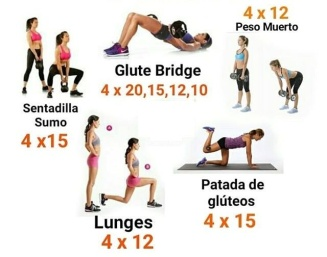 4 x 12
Peso Muerto
Glute Bridge
4 x 20,15,12,10
Sentadilla
Sumo
4 x15
Patada de
glúteos
4 x 15
Lunges
4 x 12